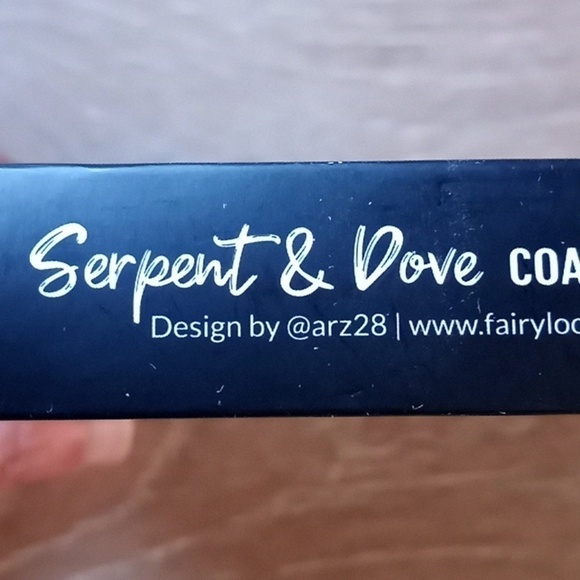 Serpent & Dove COA
Design by @arz28 | www.fairyloo